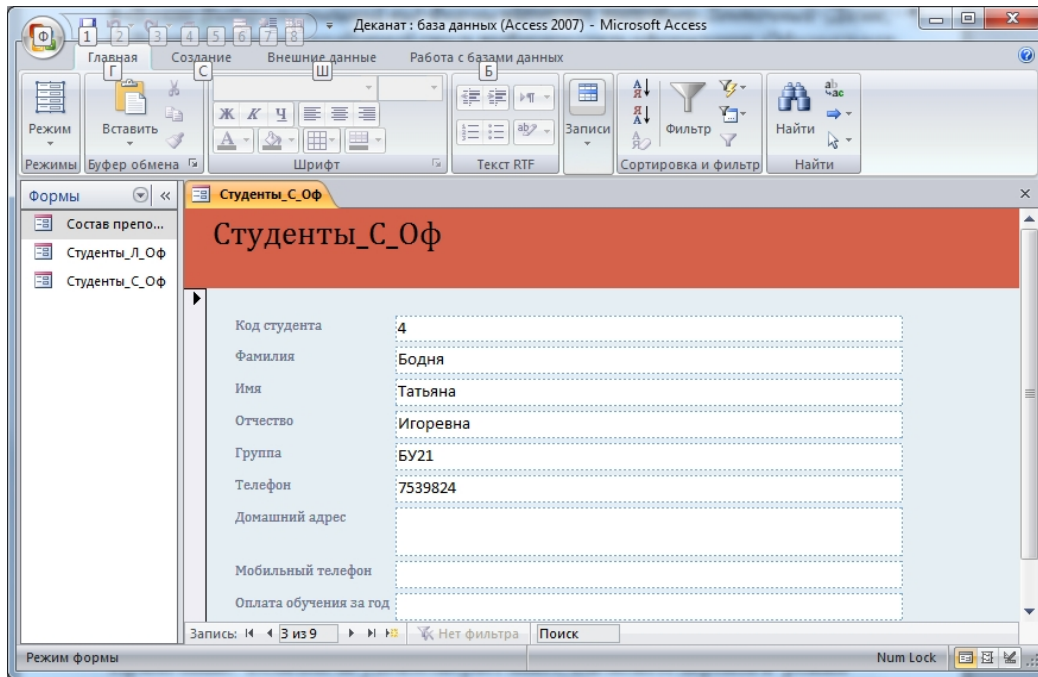 Деканат : база данных (Access 2007) - Microsoft Access
Ф 1 2 3 4 5 6 7 8
Главная Создание Внешние данные Работа с базами данных
Г С Ш Б
Режим Вставить Ж К Ч Записи Фильтр Найти
Режимы Буфер обмена Шрифт Текст RTF Сортировка и фильтр Найти
Формы Студенты_С_Оф
Состав препо...
Студенты_Л_Оф
Студенты_С_Оф
Студенты_С_Оф
Код студента 4
Фамилия Бодня
Имя Татьяна
Отчество Игоревна
Группа БУ21
Телефон 7539824
Домашний адрес
Мобильный телефон
Оплата обучения за год
Запись: 3 из 9 Нет фильтра Поиск
Режим формы Num Lock